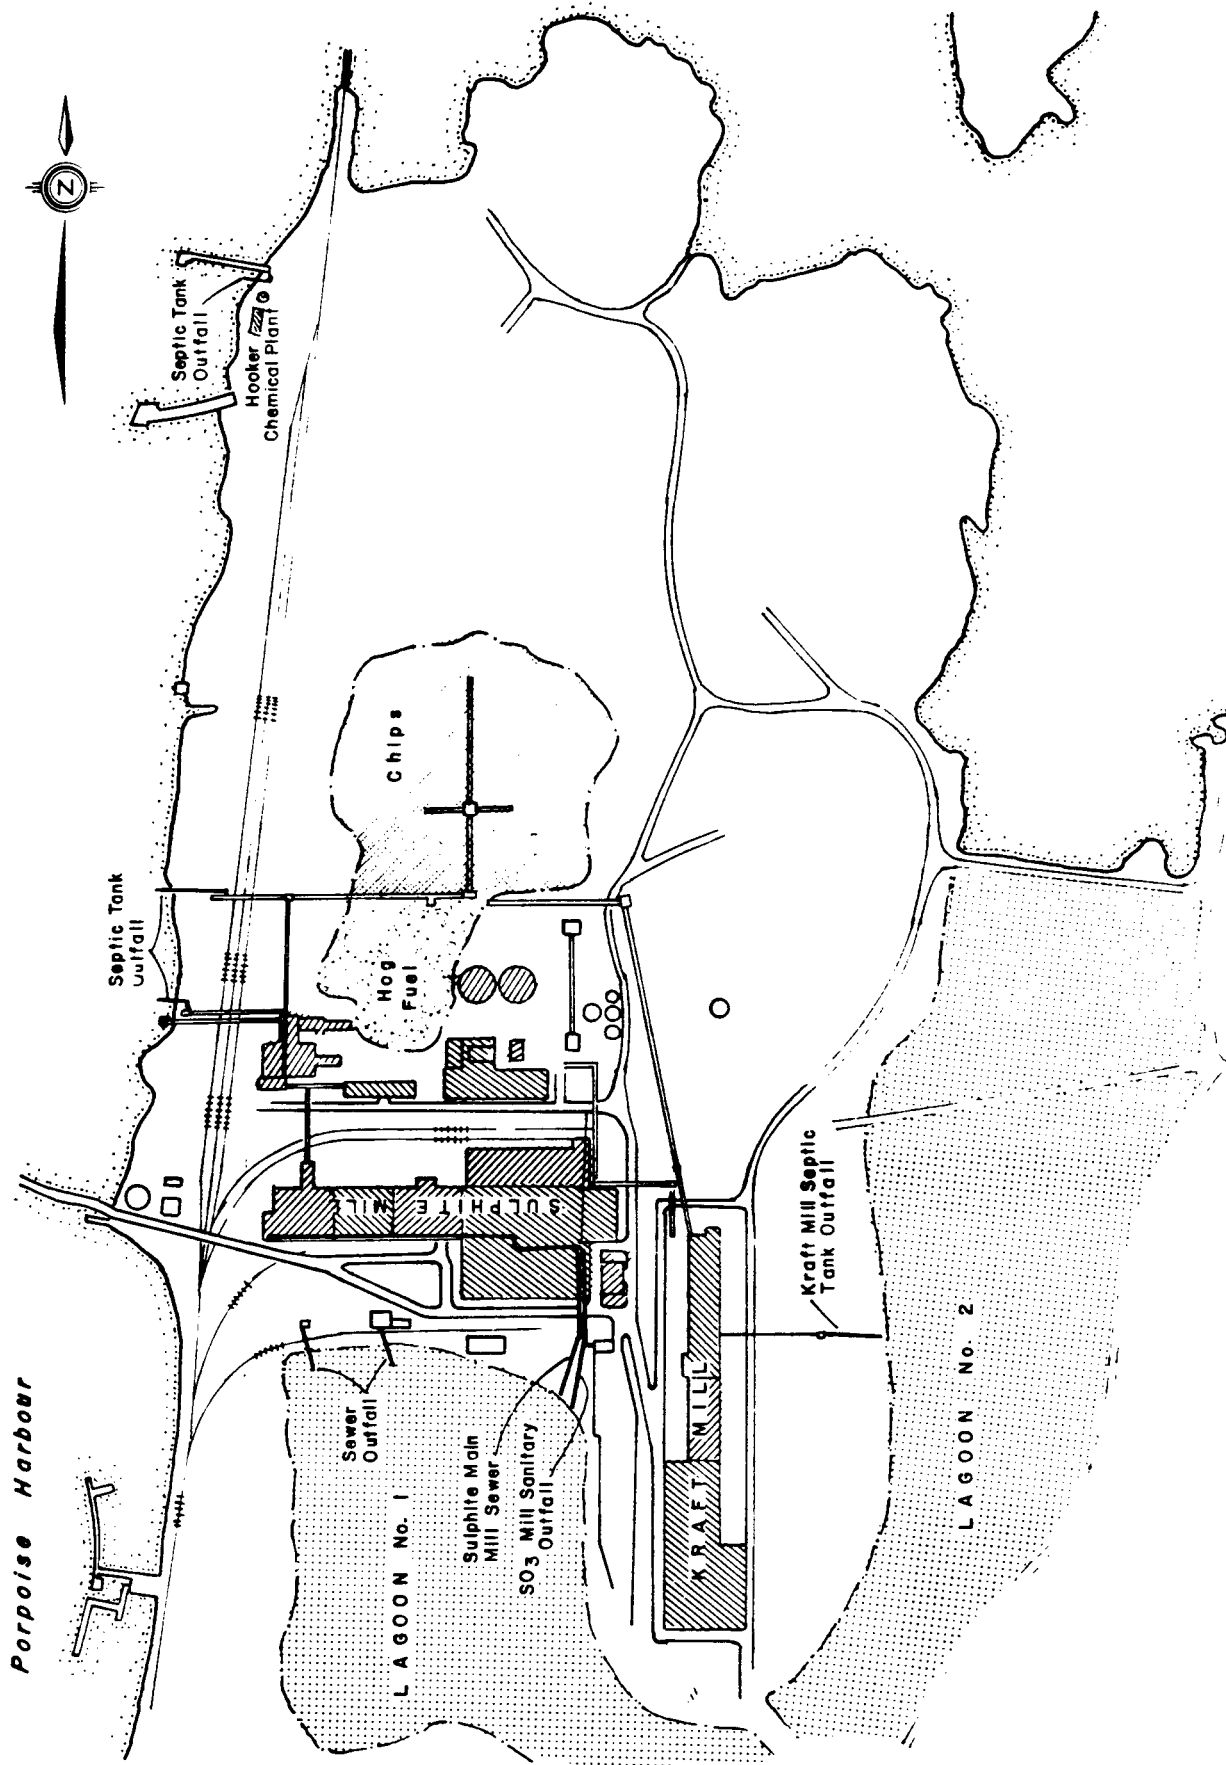 Porpoise Harbour
N
Septic Tank
Outfall
Hooker
Chemical Plant
Septic Tank
Outfall
Chips
Hog
Fuel
SULPHITE MILL
Sewer
Outfall
LAGOON No. 1
Sulphite Main
Mill Sewer
SO3 Mill Sanitary
Outfall
KRAFT MILL
Kraft Mill Septic
Tank Outfall
LAGOON No. 2